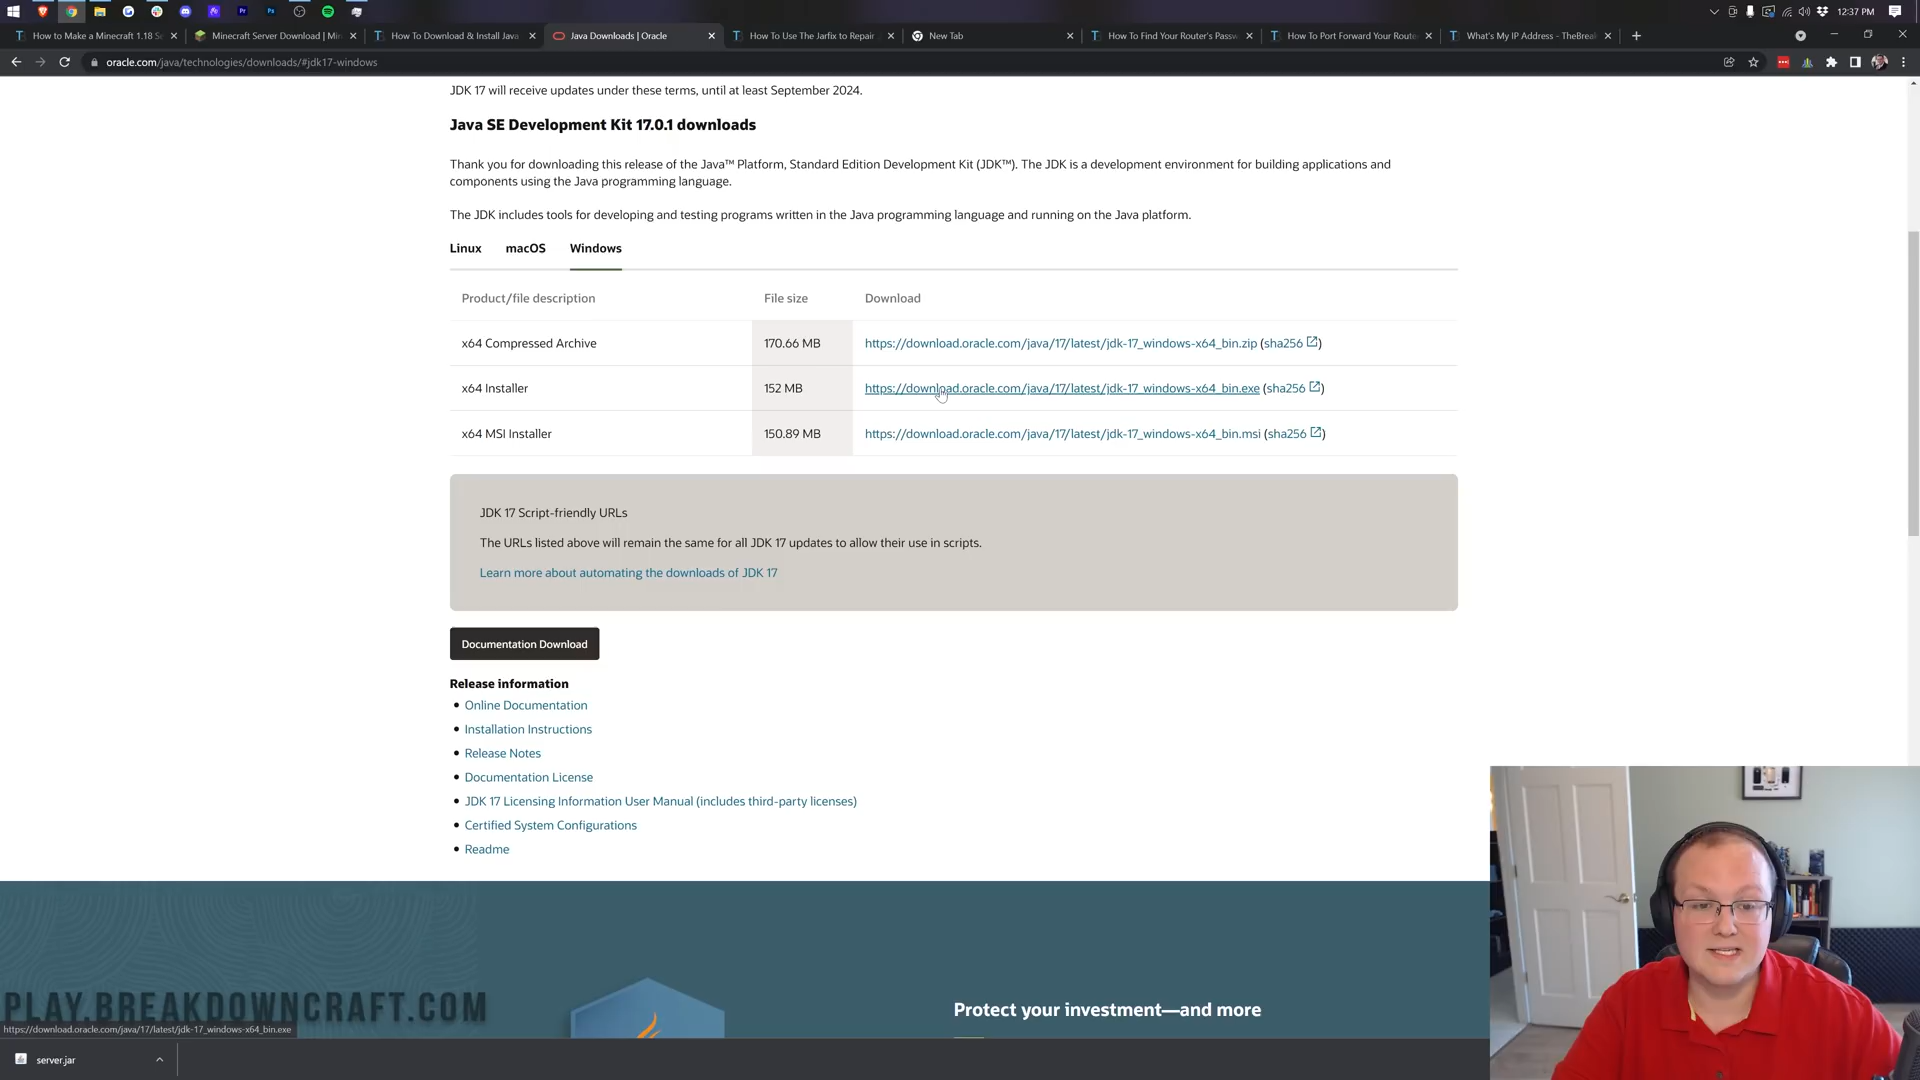 12:37 PM
How to Make a Minecraft 1.18 Se
Minecraft Server Download | Min
How To Download & Install Java
Java Downloads | Oracle
How To Use The Jarfix to Repair
New Tab
How To Find Your Router's Passw
How To Port Forward Your Route
What's My IP Address - TheBreak
oracle.com/java/technologies/downloads/#jdk17-windows
JDK 17 will receive updates under these terms, until at least September 2024.
Java SE Development Kit 17.0.1 downloads
Thank you for downloading this release of the Java™ Platform, Standard Edition Development Kit (JDK™). The JDK is a development environment for building applications and
components using the Java programming language.
The JDK includes tools for developing and testing programs written in the Java programming language and running on the Java platform.
Linux macOS Windows
Product/file description File size Download
x64 Compressed Archive 170.66 MB https://download.oracle.com/java/17/latest/jdk-17_windows-x64_bin.zip (sha256)
x64 Installer 152 MB https://download.oracle.com/java/17/latest/jdk-17_windows-x64_bin.exe (sha256)
x64 MSI Installer 150.89 MB https://download.oracle.com/java/17/latest/jdk-17_windows-x64_bin.msi (sha256)
JDK 17 Script-friendly URLs
The URLs listed above will remain the same for all JDK 17 updates to allow their use in scripts.
Learn more about automating the downloads of JDK 17
Documentation Download
Release information
• Online Documentation
• Installation Instructions
• Release Notes
• Documentation License
• JDK 17 Licensing Information User Manual (includes third-party licenses)
• Certified System Configurations
• Readme
PLAY.BREAKDOWNCRAFT.COM
Protect your investment—and more
https://download.oracle.com/java/17/latest/jdk-17_windows-x64_bin.exe
server.jar